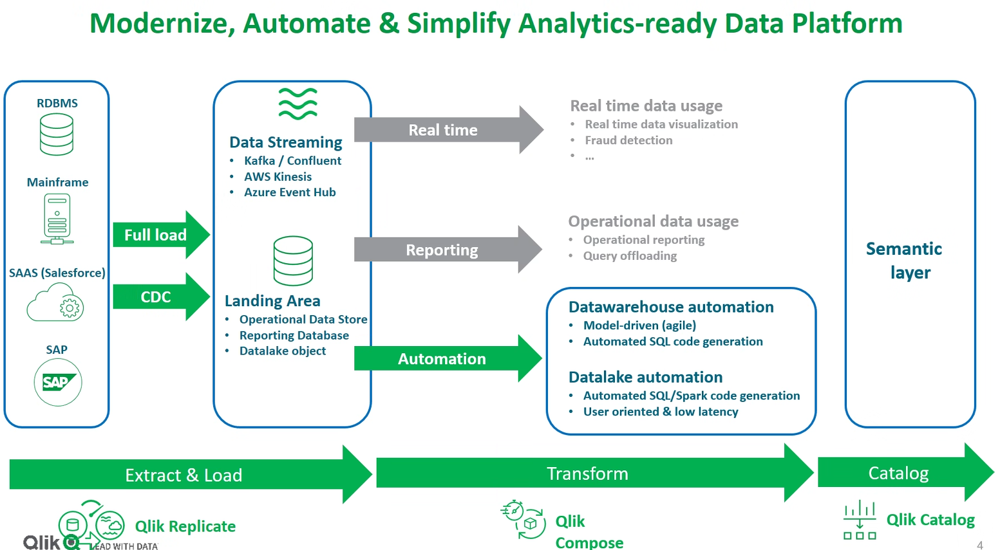 Modernize, Automate & Simplify Analytics-ready Data Platform
RDBMS
Mainframe
SAAS (Salesforce)
SAP
SAP
Full load
CDC
Data Streaming
• Kafka / Confluent
• AWS Kinesis
• Azure Event Hub
Landing Area
• Operational Data Store
• Reporting Database
• Datalake object
Real time
Reporting
Automation
Real time data usage
• Real time data visualization
• Fraud detection
• ...
Operational data usage
• Operational reporting
• Query offloading
Datawarehouse automation
• Model-driven (agile)
• Automated SQL code generation
Datalake automation
• Automated SQL/Spark code generation
• User oriented & low latency
Semantic
layer
Extract & Load
Transform
Catalog
Qlik Replicate
Qlik
Compose
Qlik Catalog
Qlik
LEAD WITH DATA
4